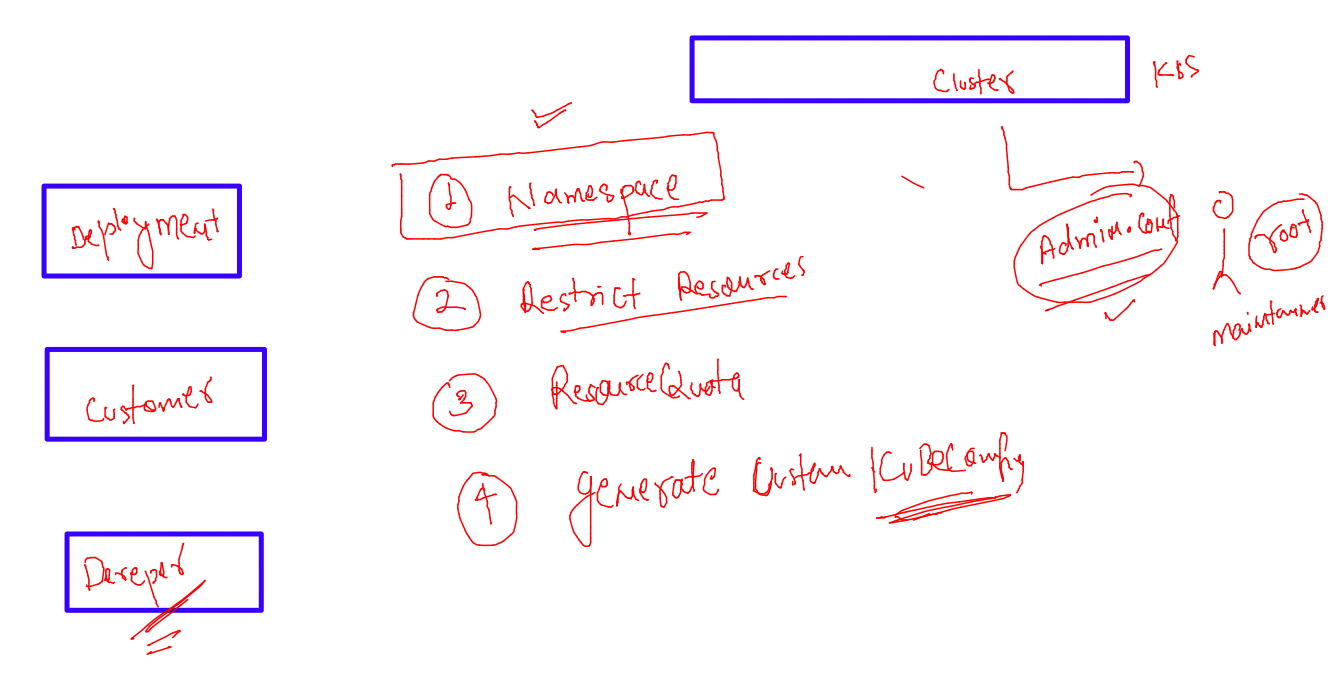 Cluster
K8S
① Namespace
Deployment
Admin.conf
root
② Restrict Resources
maintainer
③ ResourceQuota
Customer
④ generate Custom KubeConfig